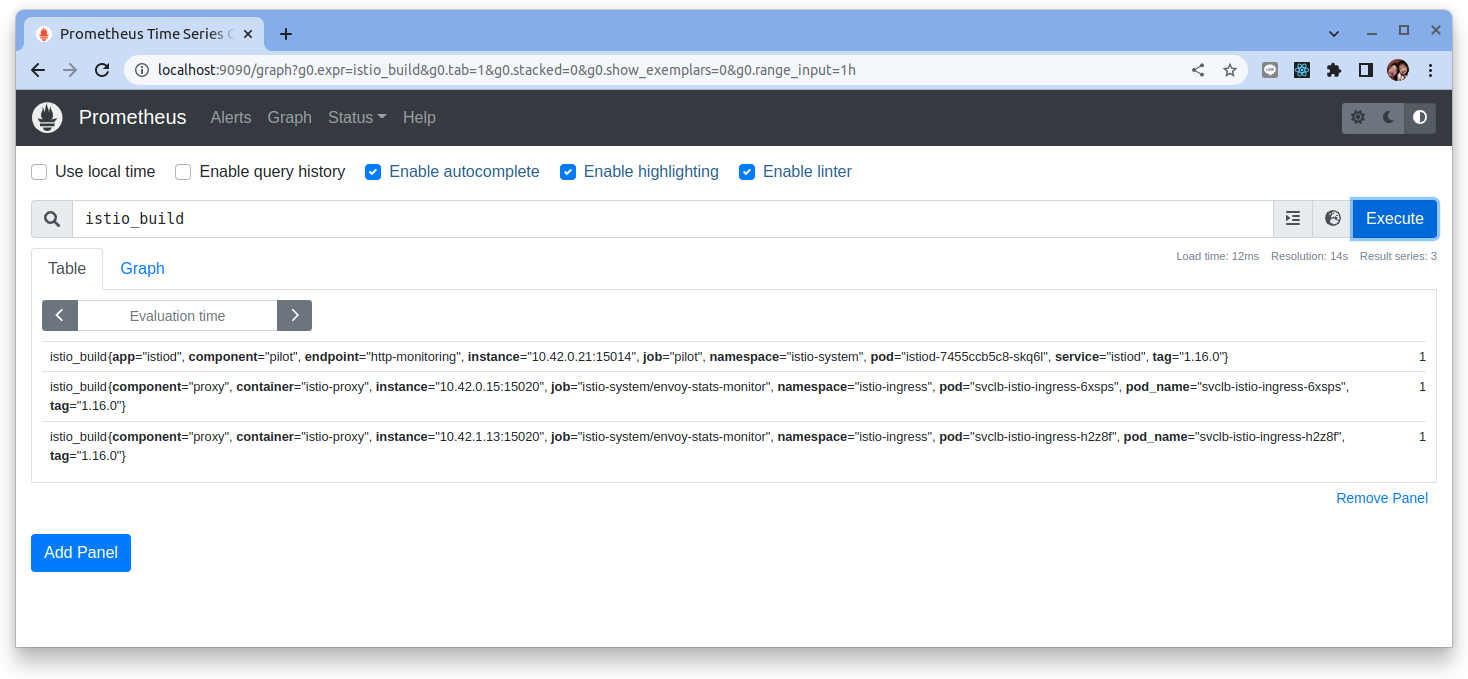 Prometheus Time Series C
localhost:9090/graph?g0.expr=istio_build&g0.tab=1&g0.stacked=0&g0.show_exemplars=0&g0.range_input=1h
Prometheus Alerts Graph Status Help
Use local time Enable query history Enable autocomplete Enable highlighting Enable linter
istio_build Execute
Table Graph Load time: 12ms Resolution: 14s Result series: 3
Evaluation time
istio_build{app="istiod", component="pilot", endpoint="http-monitoring", instance="10.42.0.21:15014", job="pilot", namespace="istio-system", pod="istiod-7455ccb5c8-skq6l", service="istiod", tag="1.16.0"} 1
istio_build{component="proxy", container="istio-proxy", instance="10.42.0.15:15020", job="istio-system/envoy-stats-monitor", namespace="istio-ingress", pod="svclb-istio-ingress-6xsps", pod_name="svclb-istio-ingress-6xsps", 1
tag="1.16.0"}
istio_build{component="proxy", container="istio-proxy", instance="10.42.1.13:15020", job="istio-system/envoy-stats-monitor", namespace="istio-ingress", pod="svclb-istio-ingress-h2z8f", pod_name="svclb-istio-ingress-h2z8f", 1
tag="1.16.0"}
Remove Panel
Add Panel